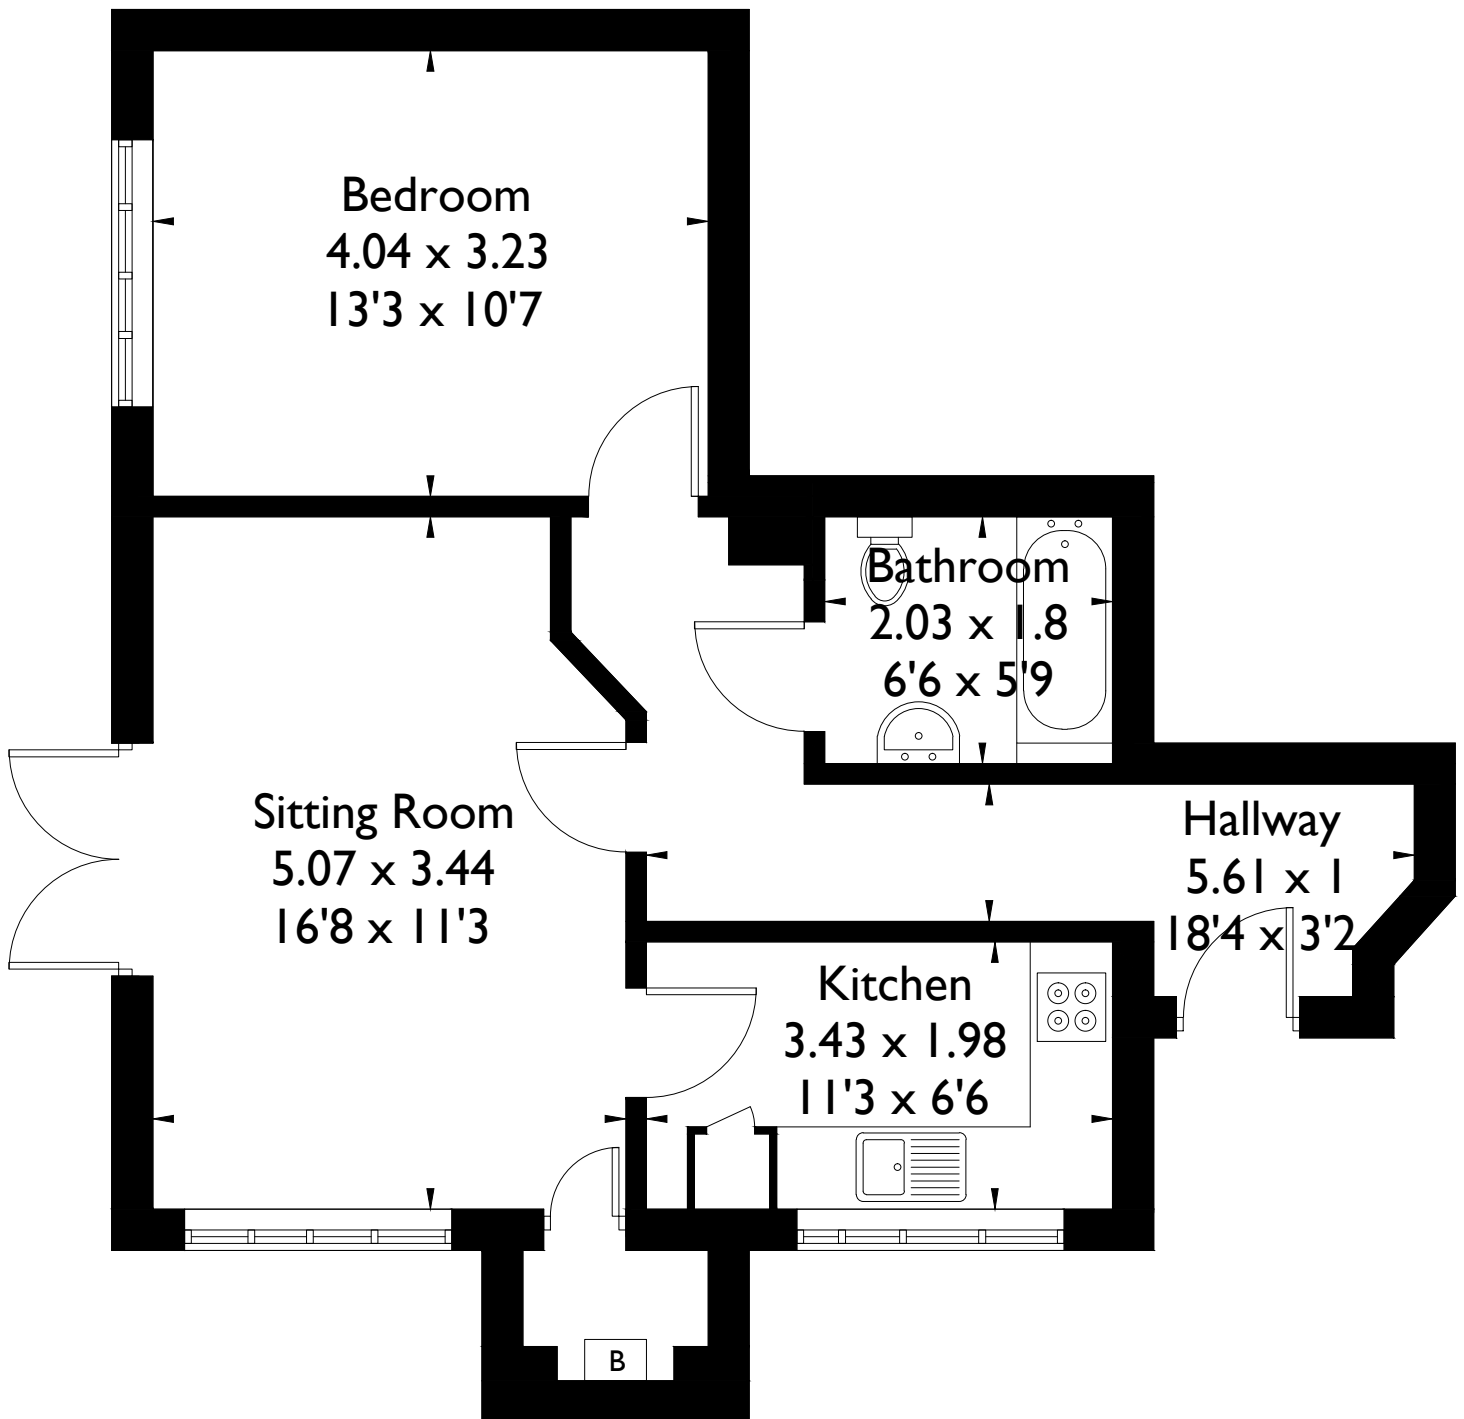 Bedroom
4.04 x 3.23
13'3 x 10'7
Bathroom
2.03 x 1.8
6'6 x 5'9
Sitting Room
5.07 x 3.44
16'8 x 11'3
Hallway
5.61 x 1
18'4 x 3'2
Kitchen
3.43 x 1.98
11'3 x 6'6
B